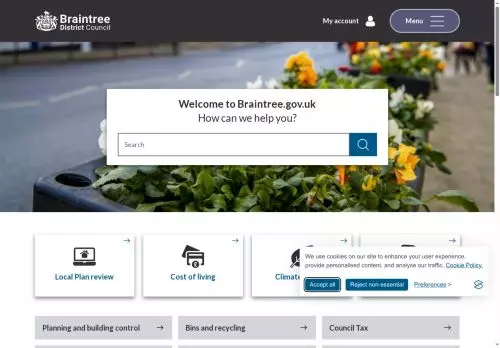 Braintree
District Council
My account
Menu
Welcome to Braintree.gov.uk
How can we help you?
Search
Local Plan review
Cost of living
Climate
We use cookies on our site to enhance your user experience,
provide personalised content, and analyse our traffic. Cookie Policy.
Accept all
Reject non-essential
Preferences >
Planning and building control
Bins and recycling
Council Tax